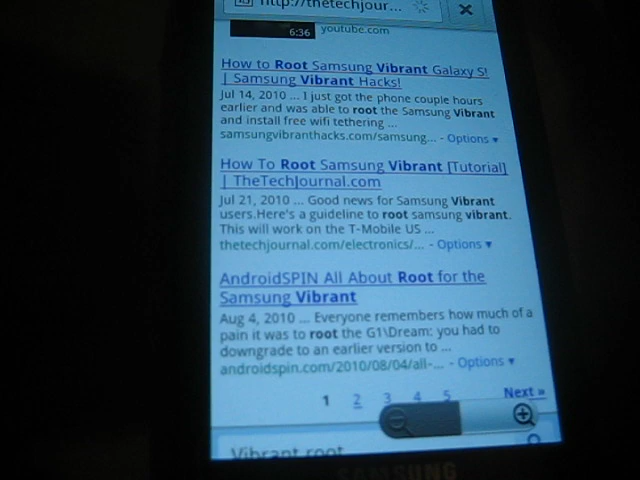 http://thetechjour...
6:36 youtube.com
How to Root Samsung Vibrant Galaxy S!
| Samsung Vibrant Hacks!
Jul 14, 2010 ... I just got the phone couple hours
earlier and was able to root the Samsung Vibrant
and install free wifi tethering ...
samsungvibranthacks.com/samsung... - Options ▾
How To Root Samsung Vibrant [Tutorial]
| TheTechJournal.com
Jul 21, 2010 ... Good news for Samsung Vibrant
users.Here's a guideline to root samsung vibrant.
This will work on the T-Mobile US ...
thetechjournal.com/electronics/... - Options ▾
AndroidSPIN All About Root for the
Samsung Vibrant
Aug 4, 2010 ... Everyone remembers how much of a
pain it was to root the G1\Dream: you had to
downgrade to an earlier version to ...
androidspin.com/2010/08/04/all-... - Options ▾
1 2 3 4 5 Next »
Vibrant root
SAMSUNG